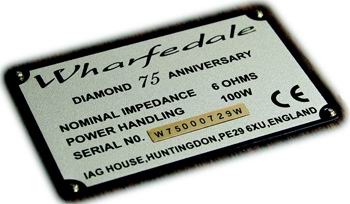 Wharfedale
DIAMOND 75 ANNIVERSARY
NOMINAL IMPEDANCE 6 OHMS
POWER HANDLING 100W
SERIAL NO. W75000729W
CE
IAG HOUSE, HUNTINGDON, PE29 6XU, ENGLAND